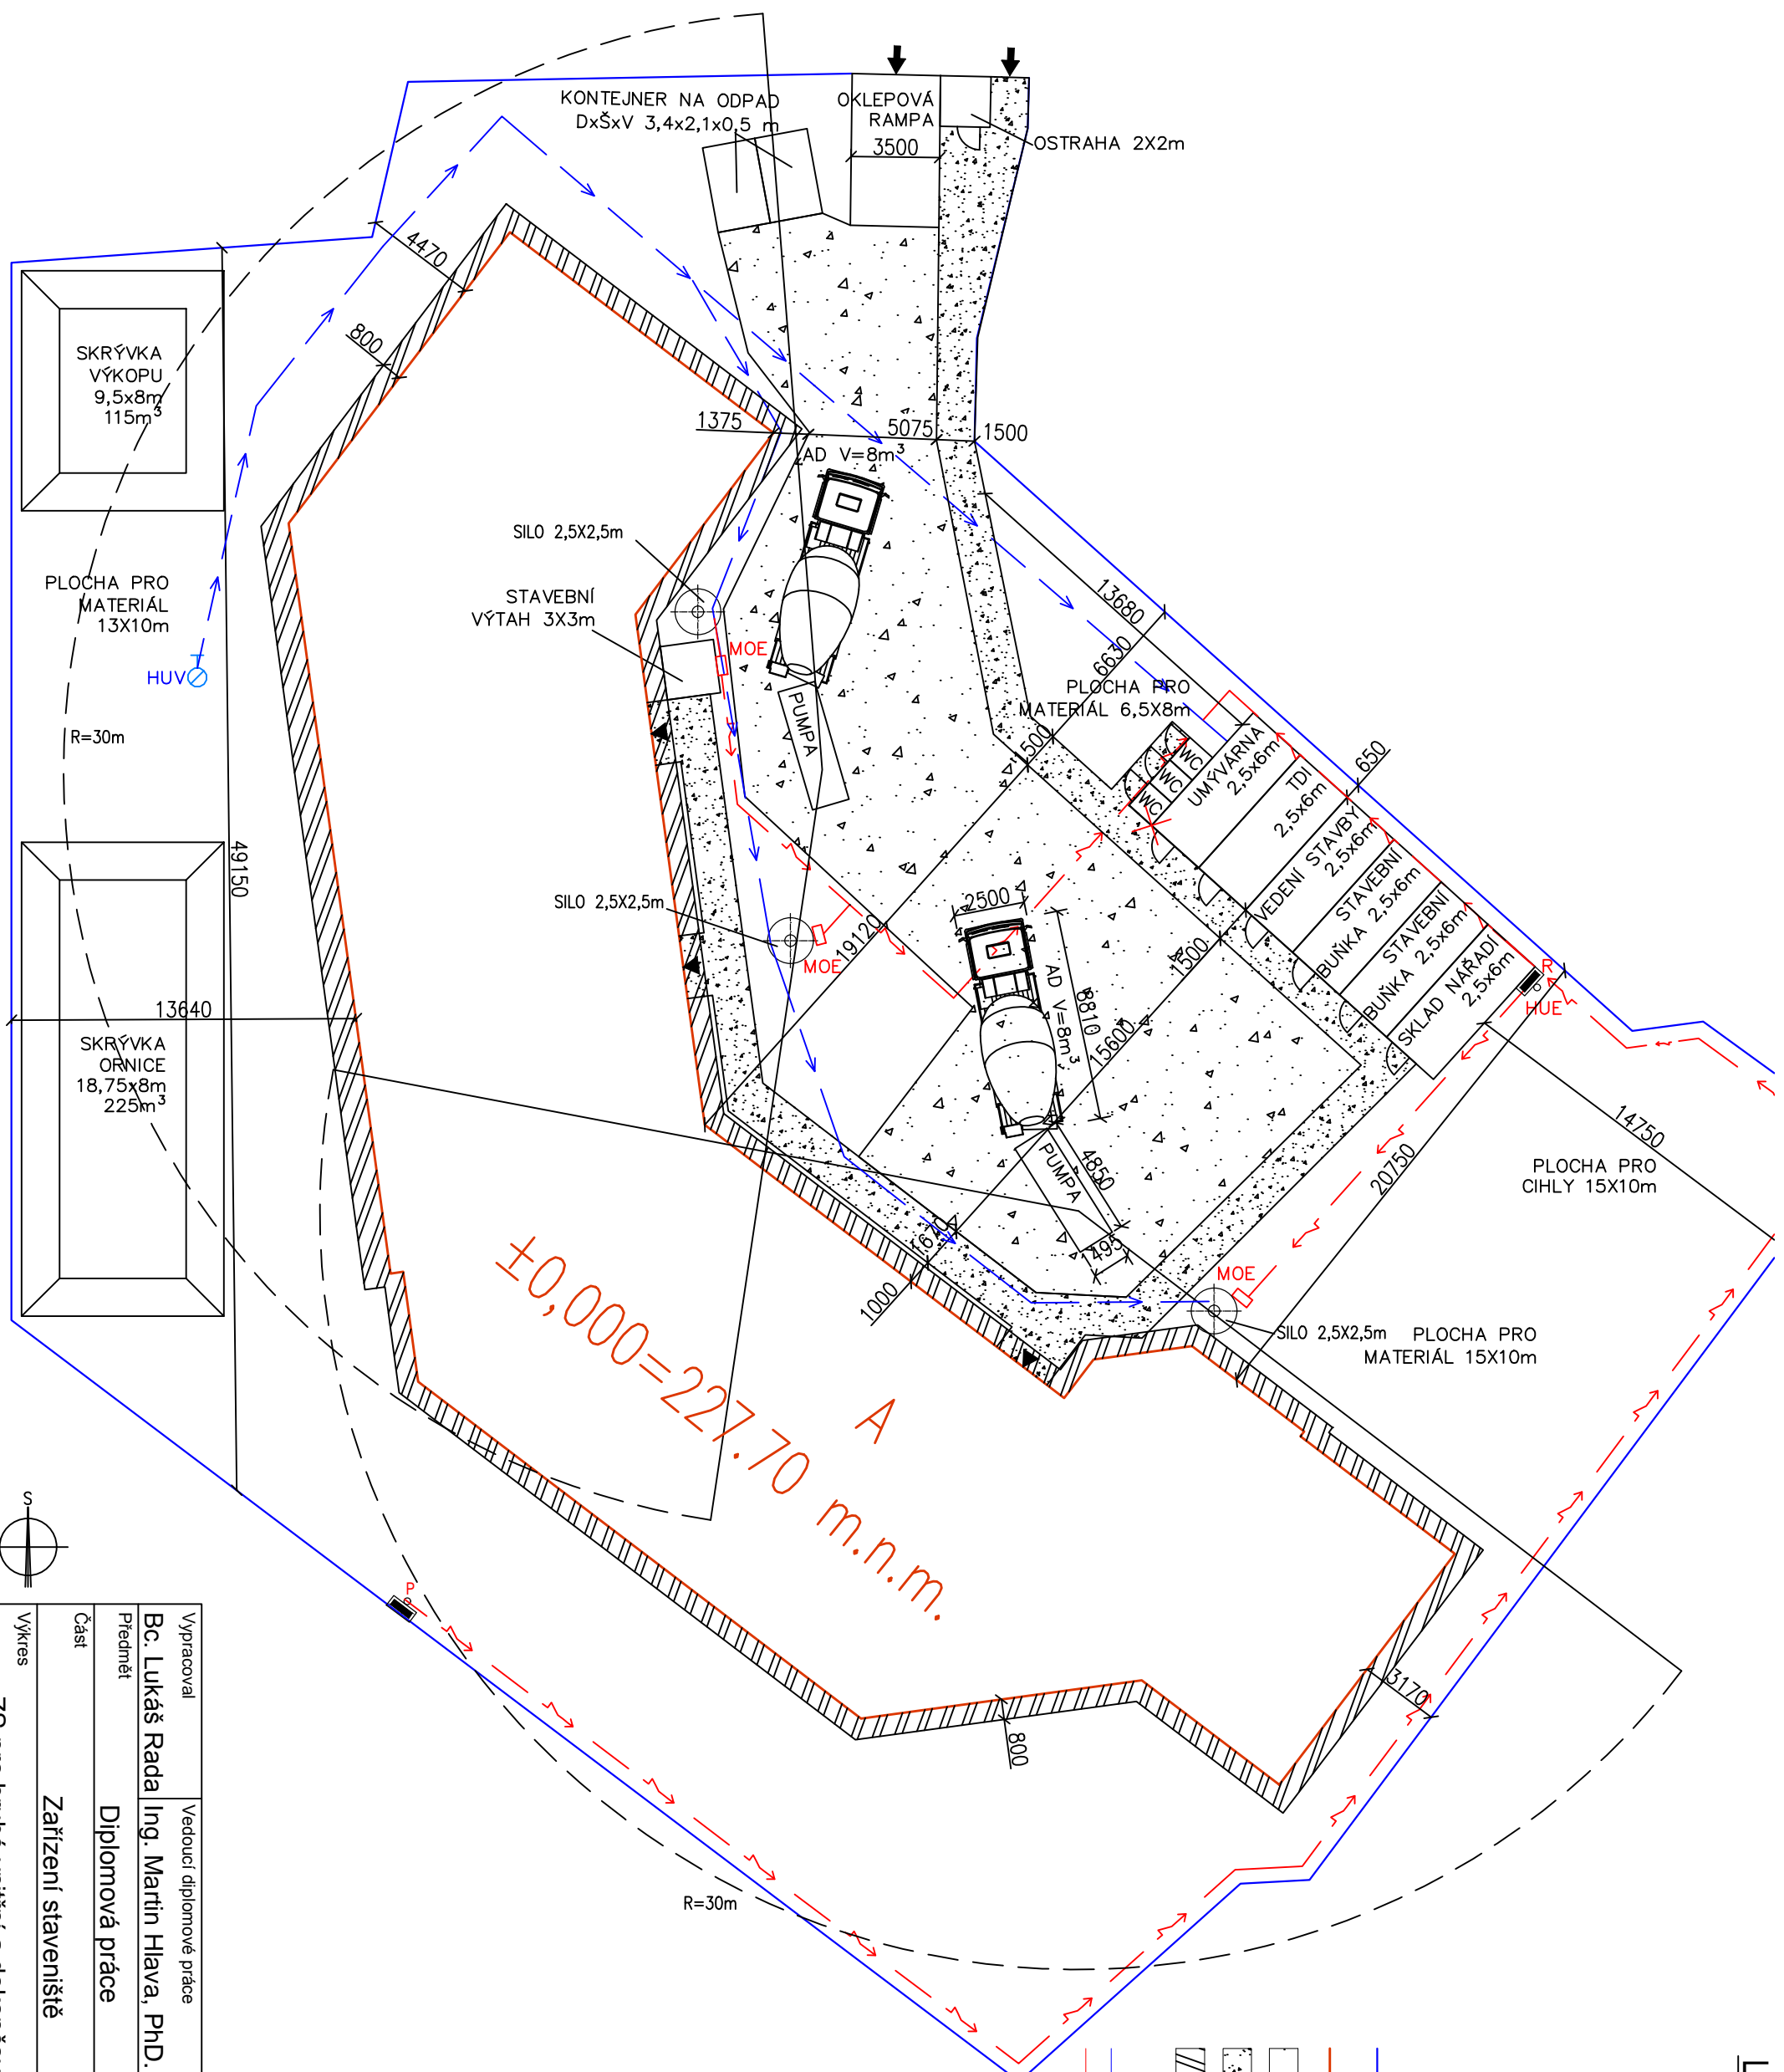 KONTEJNER NA ODPAD
DxŠxV 3,4x2,1x0,5 m
OKLEPOVÁ
RAMPA
3500
OSTRAHA 2X2m
4470
800
SKRÝVKA
VÝKOPU
9,5x8m
115m³
1375
5075
1500
AD V=8m³
SILO 2,5X2,5m
PLOCHA PRO
MATERIÁL
13X10m
STAVEBNÍ
VÝTAH 3X3m
HUV
MOE
13680
6630
PLOCHA PRO
MATERIÁL 6,5X8m
R=30m
PUMPA
1500
WC
WC
WC
UMÝVÁRNA
2,5x6m
TDI
2,5x6m
650
VEDENÍ STAVBY
2,5x6m
STAVEBNÍ
BUŇKA 2,5x6m
STAVEBNÍ
BUŇKA 2,5x6m
SKLAD NÁŘADÍ
2,5x6m
R
HUE
49150
SILO 2,5X2,5m
MOE
19120
2500
1500
AD V=8m³
8810
15600
13640
SKRÝVKA
ORNICE
18,75x8m
225m³
14750
20750
PLOCHA PRO
CIHLY 15X10m
PUMPA
4850
1495
1000
MOE
SILO 2,5X2,5m
PLOCHA PRO
MATERIÁL 15X10m
±0,000=227.70 m.n.m.
A
S
P
3170
800
R=30m
Vypracoval
Vedoucí diplomové práce
Bc. Lukáš Rada
Ing. Martin Hlava, PhD.
Předmět
Diplomová práce
Část
Zařízení staveniště
Výkres